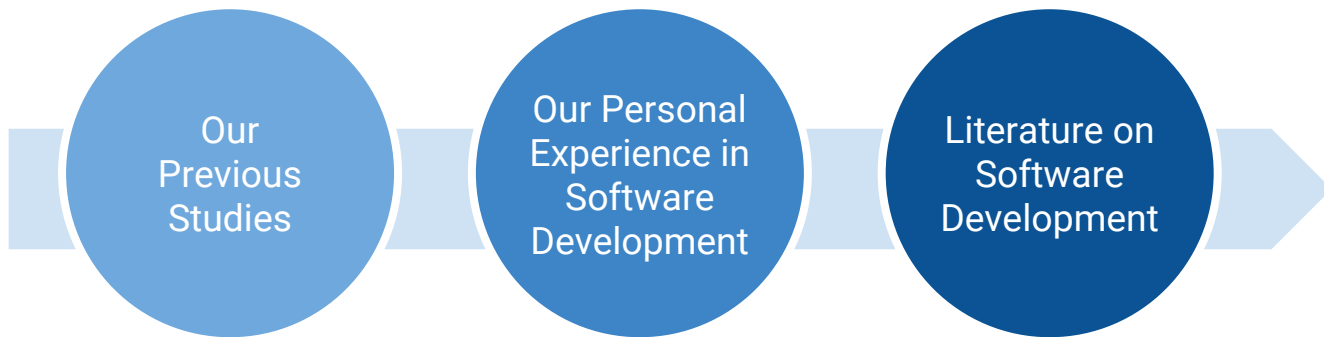 Our
Previous
Studies
Our Personal
Experience in
Software
Development
Literature on
Software
Development